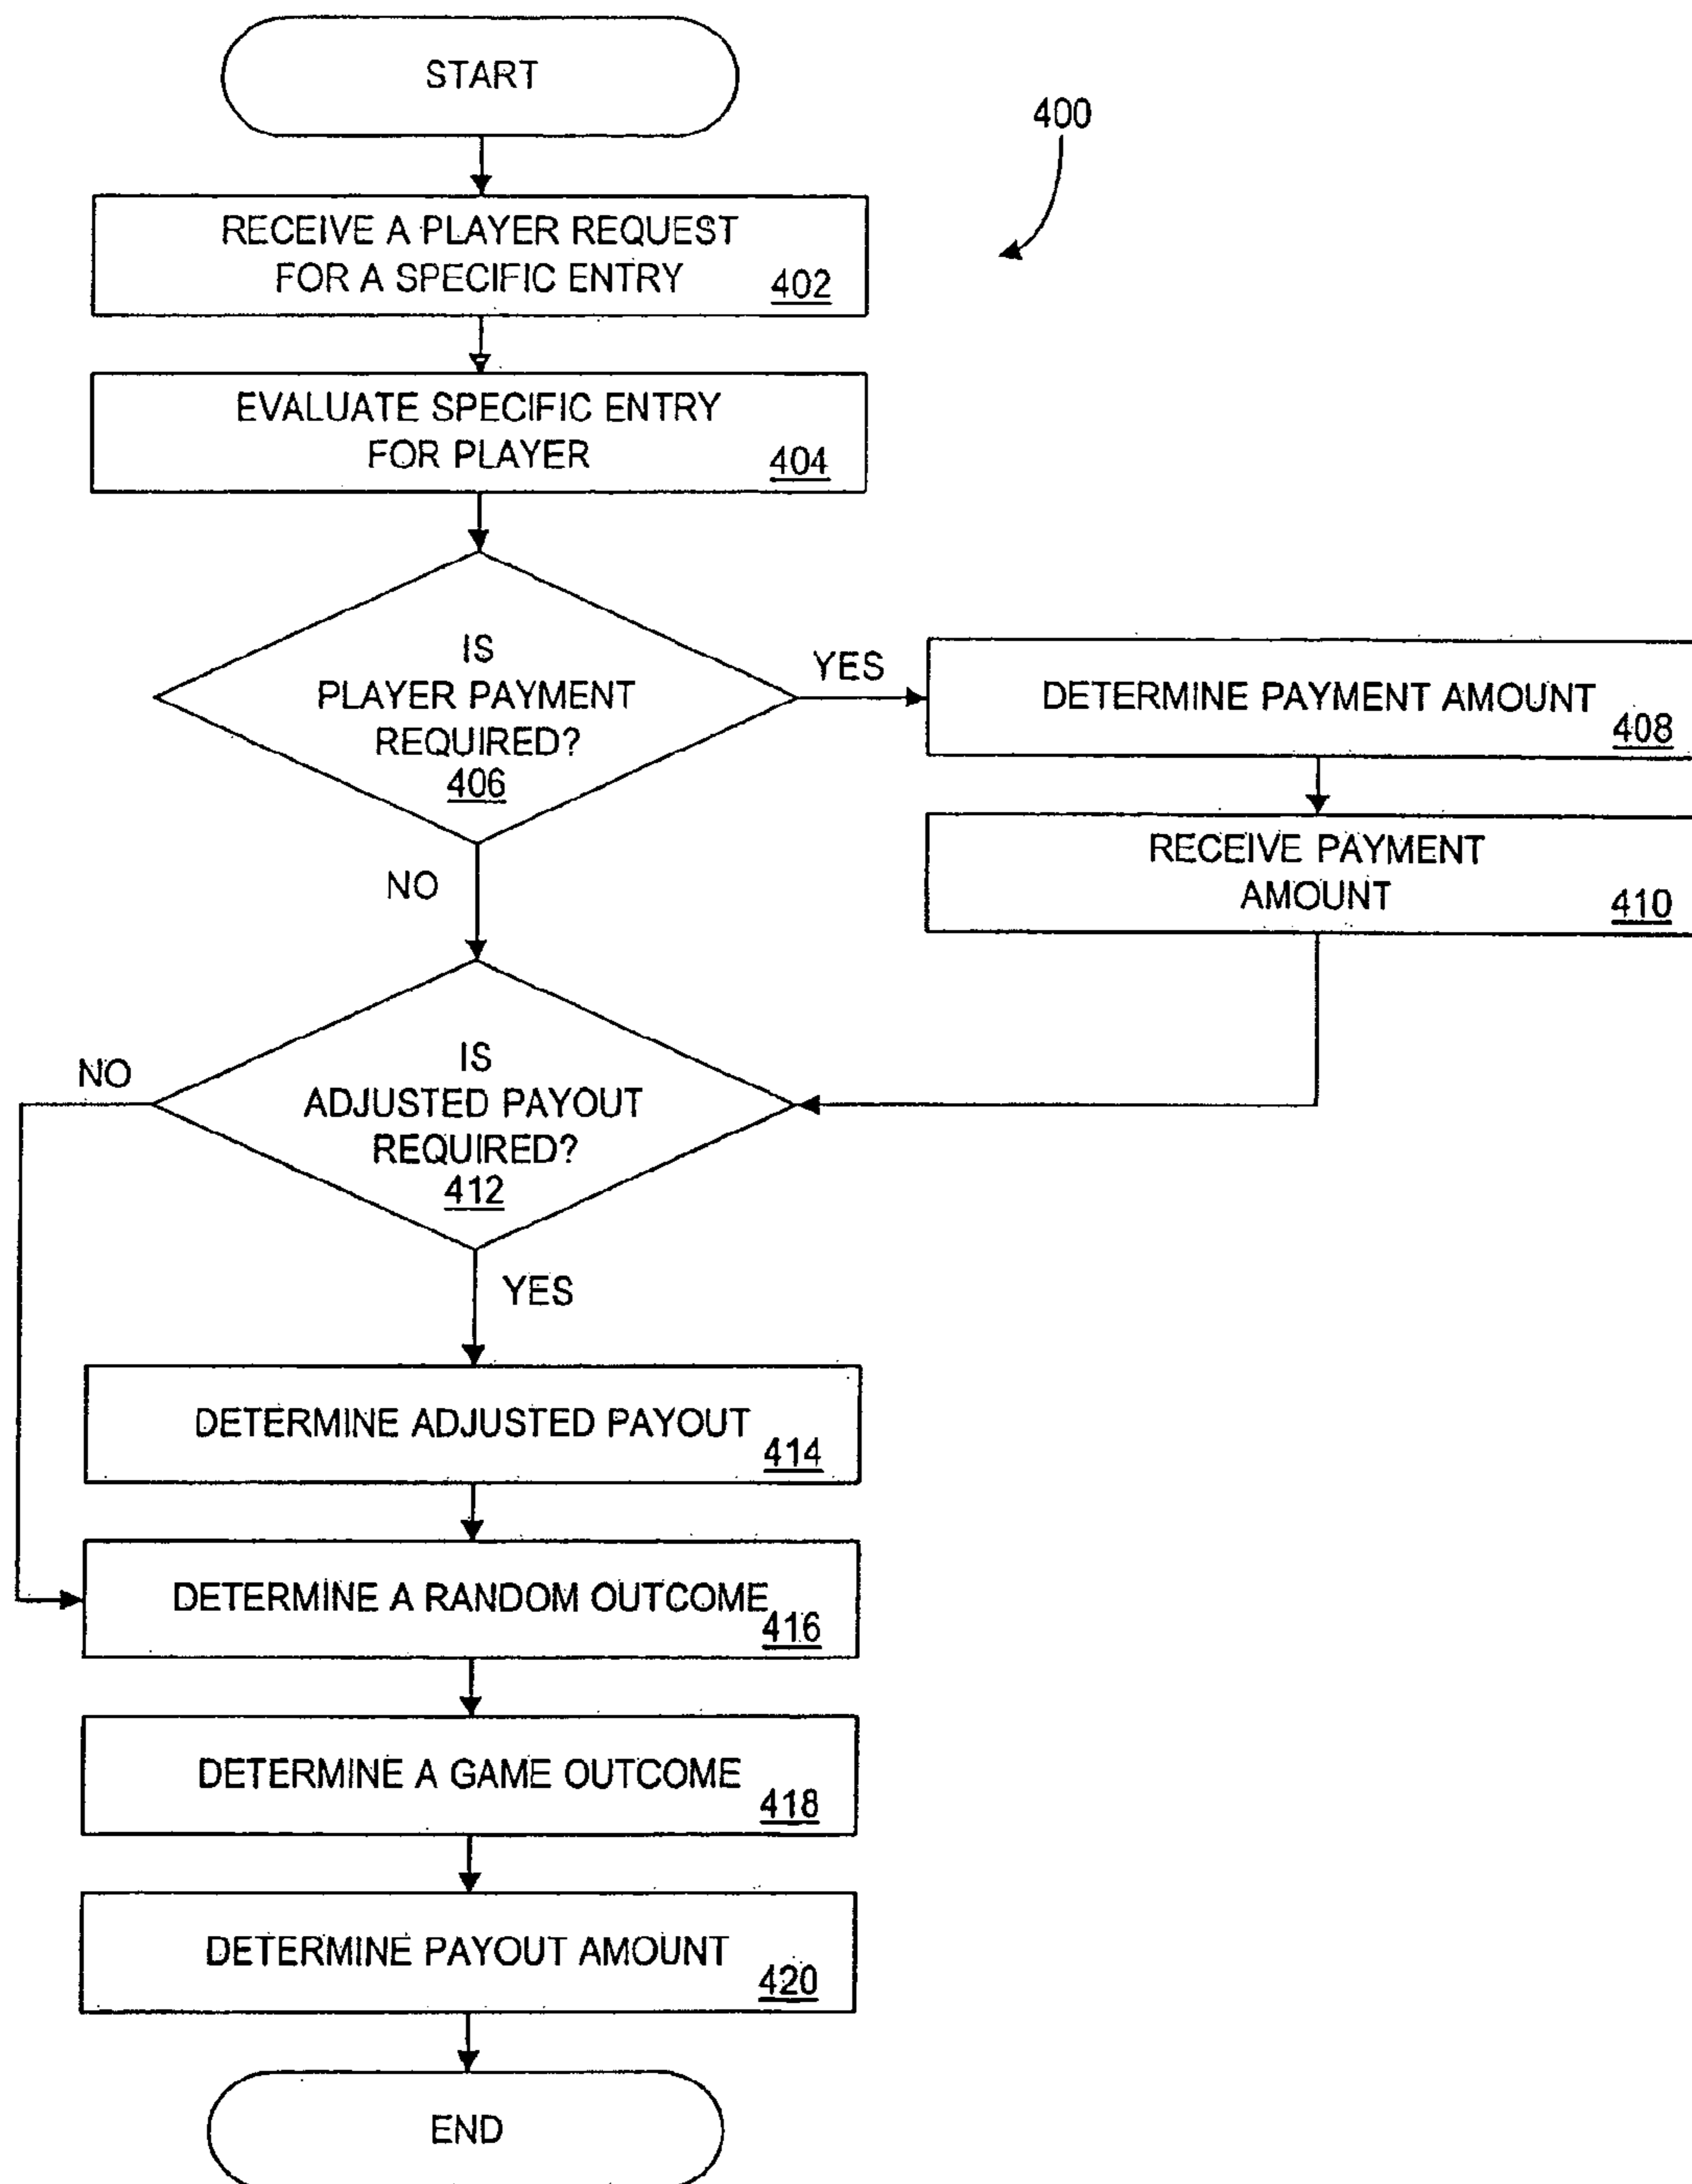 START
400
RECEIVE A PLAYER REQUEST
FOR A SPECIFIC ENTRY
402
EVALUATE SPECIFIC ENTRY
FOR PLAYER
404
IS
PLAYER PAYMENT
REQUIRED?
406
YES
DETERMINE PAYMENT AMOUNT
408
RECEIVE PAYMENT
AMOUNT
410
NO
IS
ADJUSTED PAYOUT
REQUIRED?
412
NO
YES
DETERMINE ADJUSTED PAYOUT
414
DETERMINE A RANDOM OUTCOME
416
DETERMINE A GAME OUTCOME
418
DETERMINE PAYOUT AMOUNT
420
END